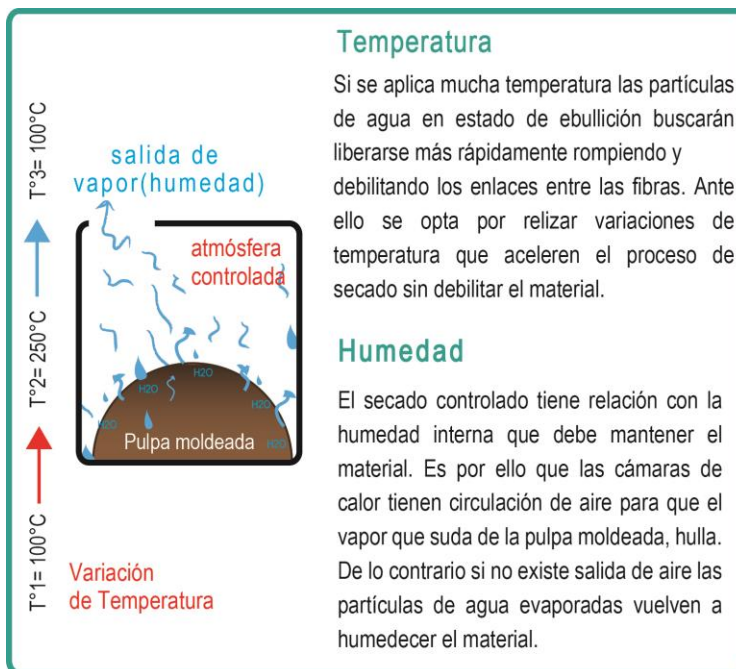 T°3= 100°C
T°2= 250°C
T°1= 100°C
salida de
vapor(humedad)
atmósfera
controlada
H2O
H2O
H2O
H2O
H2O
Pulpa moldeada
Variación
de Temperatura
Temperatura
Si se aplica mucha temperatura las partículas
de agua en estado de ebullición buscarán
liberarse más rápidamente rompiendo y
debilitando los enlaces entre las fibras. Ante
ello se opta por relizar variaciones de
temperatura que aceleren el proceso de
secado sin debilitar el material.
Humedad
El secado controlado tiene relación con la
humedad interna que debe mantener el
material. Es por ello que las cámaras de
calor tienen circulación de aire para que el
vapor que suda de la pulpa moldeada, hulla.
De lo contrario si no existe salida de aire las
partículas de agua evaporadas vuelven a
humedecer el material.